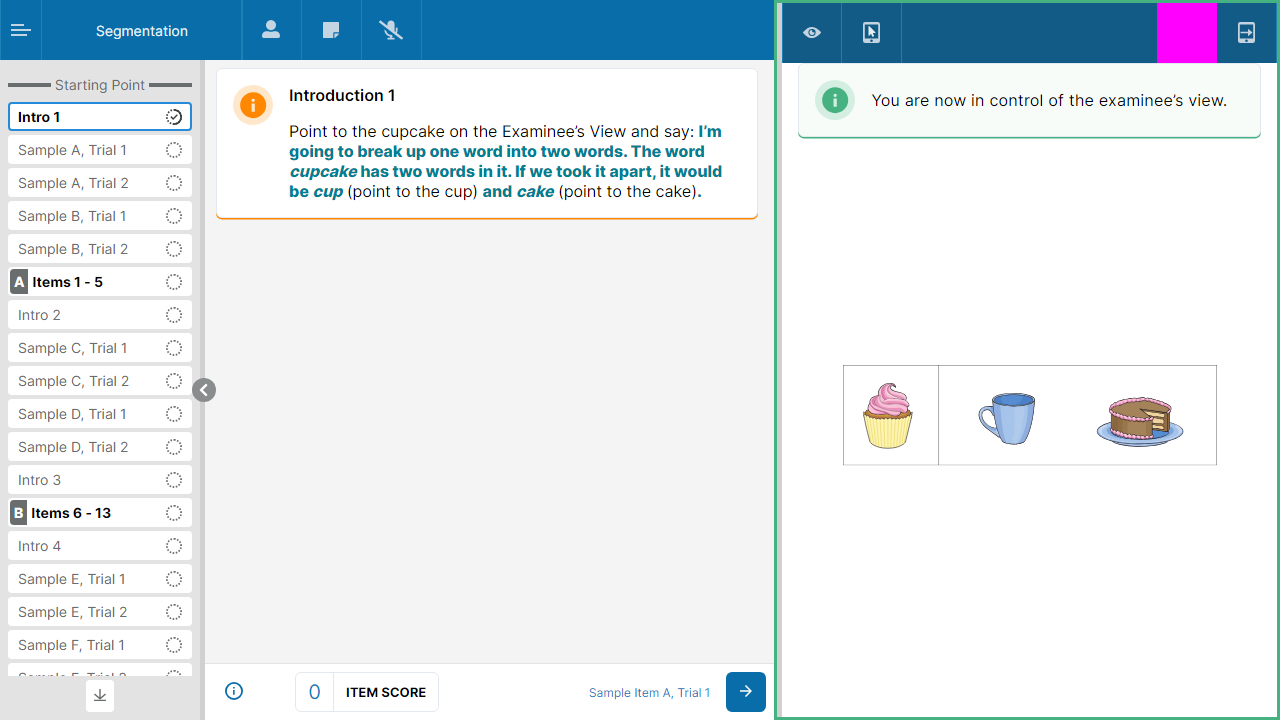 Segmentation
Starting Point
Intro 1
Sample A, Trial 1
Sample A, Trial 2
Sample B, Trial 1
Sample B, Trial 2
A Items 1 - 5
Intro 2
Sample C, Trial 1
Sample C, Trial 2
Sample D, Trial 1
Sample D, Trial 2
Intro 3
B Items 6 - 13
Intro 4
Sample E, Trial 1
Sample E, Trial 2
Sample F, Trial 1
Introduction 1
Point to the cupcake on the Examinee’s View and say: I’m
going to break up one word into two words. The word
cupcake has two words in it. If we took it apart, it would
be cup (point to the cup) and cake (point to the cake).
0 ITEM SCORE
Sample Item A, Trial 1
You are now in control of the examinee’s view.